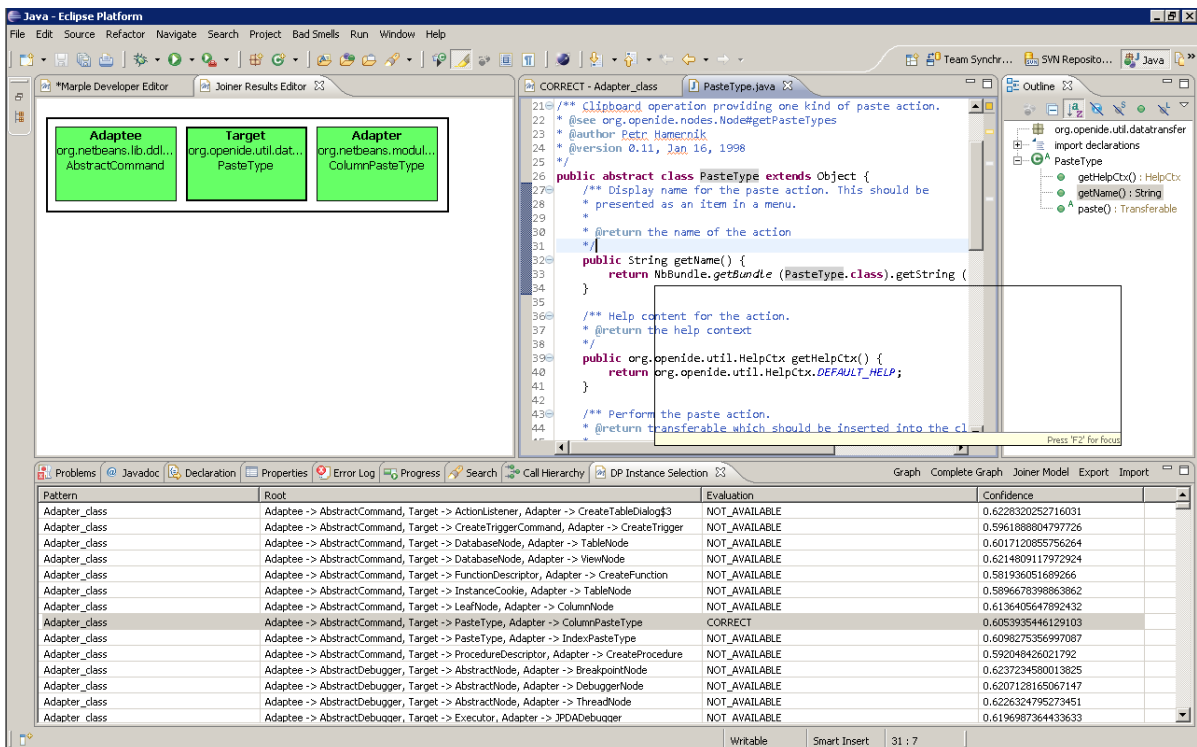 Java - Eclipse Platform
File Edit Source Refactor Navigate Search Project Bad Smells Run Window Help
Team Synchr... SVN Reposito... Java
*Marple Developer Editor Joiner Results Editor
CORRECT - Adapter_class PasteType.java
Outline
Adaptee
org.netbeans.lib.ddl...
AbstractCommand
Target
org.openide.util.dat...
PasteType
Adapter
org.netbeans.modul...
ColumnPasteType
21 /** Clipboard operation providing one kind of paste action.
22 * @see org.openide.nodes.Node#getPasteTypes
23 * @author Petr Hamernik
24 * @version 0.11, Jan 16, 1998
25 */
26 public abstract class PasteType extends Object {
27 /** Display name for the paste action. This should be
28 * presented as an item in a menu.
29 *
30 * @return the name of the action
31 */
32 public String getName() {
33 return NbBundle.getBundle (PasteType.class).getString (
34 }
35
36 /** Help content for the action.
37 * @return the help context
38 */
39 public org.openide.util.HelpCtx getHelpCtx() {
40 return org.openide.util.HelpCtx.DEFAULT_HELP;
41 }
42
43 /** Perform the paste action.
44 * @return transferable which should be inserted into the cl
Press 'F2' for focus
org.openide.util.datatransfer
import declarations
PasteType
getHelpCtx() : HelpCtx
getName() : String
paste() : Transferable
Problems @ Javadoc Declaration Properties Error Log Progress Search Call Hierarchy DP Instance Selection
Graph Complete Graph Joiner Model Export Import
Pattern Root Evaluation Confidence
Adapter_class Adaptee -> AbstractCommand, Target -> ActionListener, Adapter -> CreateTableDialog$3 NOT_AVAILABLE 0.6228320252716031
Adapter_class Adaptee -> AbstractCommand, Target -> CreateTriggerCommand, Adapter -> CreateTrigger NOT_AVAILABLE 0.5961888804797726
Adapter_class Adaptee -> AbstractCommand, Target -> DatabaseNode, Adapter -> TableNode NOT_AVAILABLE 0.6017120855756264
Adapter_class Adaptee -> AbstractCommand, Target -> DatabaseNode, Adapter -> ViewNode NOT_AVAILABLE 0.6214809117972924
Adapter_class Adaptee -> AbstractCommand, Target -> FunctionDescriptor, Adapter -> CreateFunction NOT_AVAILABLE 0.581936051689266
Adapter_class Adaptee -> AbstractCommand, Target -> InstanceCookie, Adapter -> TableNode NOT_AVAILABLE 0.5896678398863862
Adapter_class Adaptee -> AbstractCommand, Target -> LeafNode, Adapter -> ColumnNode NOT_AVAILABLE 0.6136405647892432
Adapter_class Adaptee -> AbstractCommand, Target -> PasteType, Adapter -> ColumnPasteType CORRECT 0.6053935446129103
Adapter_class Adaptee -> AbstractCommand, Target -> PasteType, Adapter -> IndexPasteType NOT_AVAILABLE 0.6098275356997087
Adapter_class Adaptee -> AbstractCommand, Target -> ProcedureDescriptor, Adapter -> CreateProcedure NOT_AVAILABLE 0.592048426021792
Adapter_class Adaptee -> AbstractDebugger, Target -> AbstractNode, Adapter -> BreakpointNode NOT_AVAILABLE 0.6237234580013825
Adapter_class Adaptee -> AbstractDebugger, Target -> AbstractNode, Adapter -> DebuggerNode NOT_AVAILABLE 0.6207128165067147
Adapter_class Adaptee -> AbstractDebugger, Target -> AbstractNode, Adapter -> ThreadNode NOT_AVAILABLE 0.6226324795273451
Adapter_class Adaptee -> AbstractDebugger, Target -> Executor, Adapter -> JPDADebugger NOT_AVAILABLE 0.6196987364433633
Writable Smart Insert 31 : 7